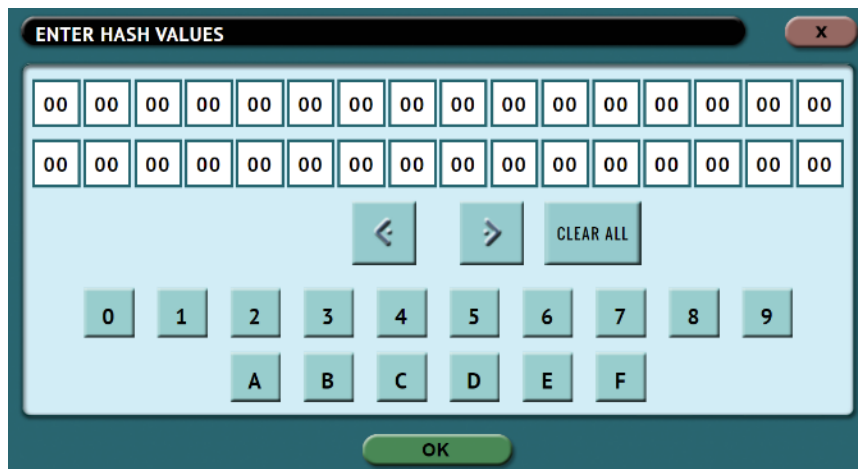 ENTER HASH VALUES X
00 00 00 00 00 00 00 00 00 00 00 00 00 00 00 00
00 00 00 00 00 00 00 00 00 00 00 00 00 00 00 00
CLEAR ALL
0 1 2 3 4 5 6 7 8 9
A B C D E F
OK